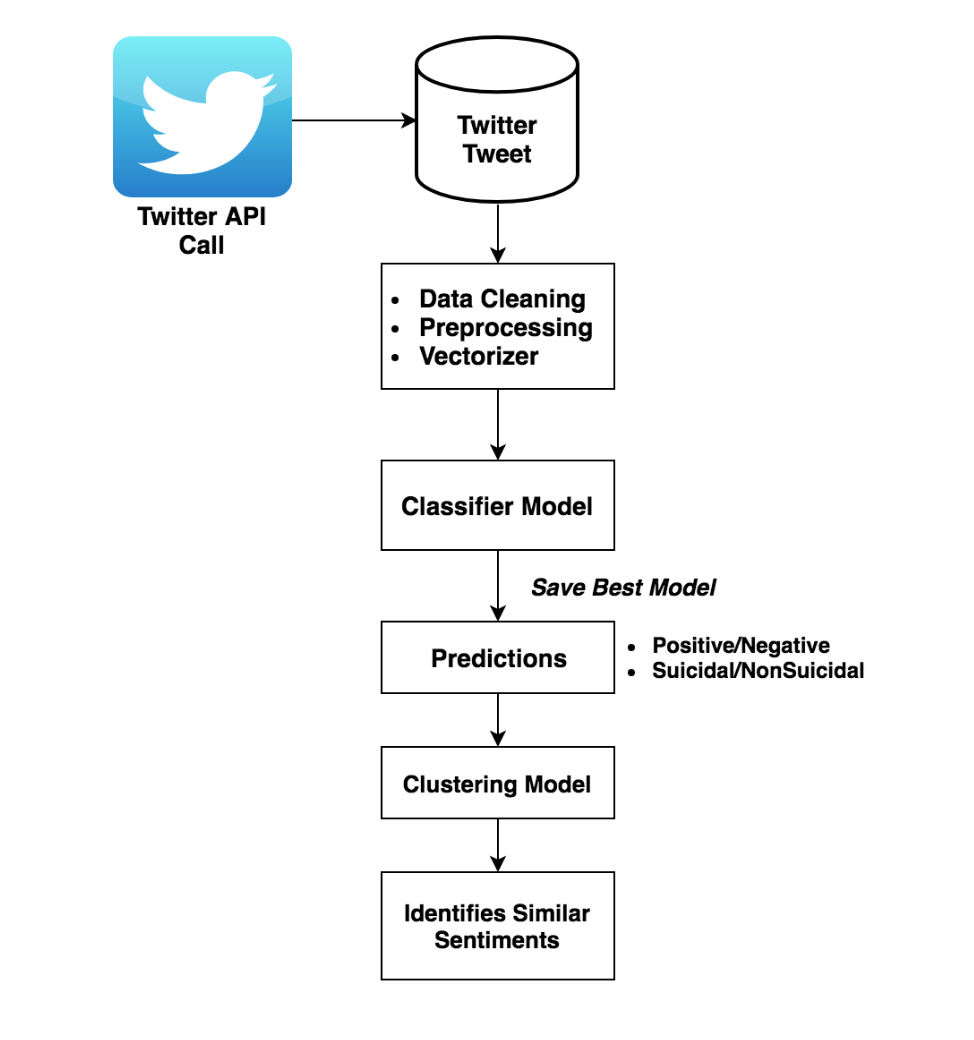 Twitter API
Call
Twitter
Tweet
• Data Cleaning
• Preprocessing
• Vectorizer
Classifier Model
Save Best Model
Predictions
• Positive/Negative
• Suicidal/NonSuicidal
Clustering Model
Identifies Similar
Sentiments